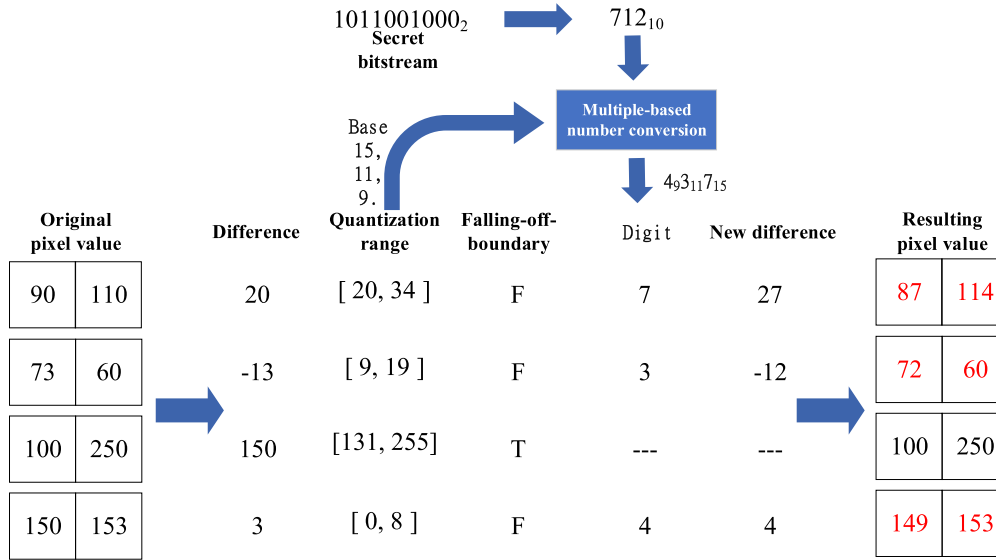 1011001000₂ 712₁₀
Secret
bitstream
Multiple-based
number conversion
Base
15,
11,
9.
4₉3₁₁7₁₅
Original
pixel value
Difference
Quantization
range
Falling-off-
boundary
Digit
New difference
Resulting
pixel value
90 110 20 [ 20, 34 ] F 7 27 87 114
73 60 -13 [ 9, 19 ] F 3 -12 72 60
100 250 150 [131, 255] T --- --- 100 250
150 153 3 [ 0, 8 ] F 4 4 149 153